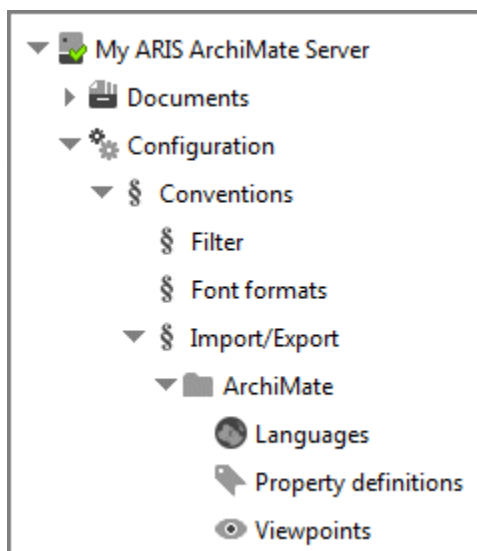 My ARIS ArchiMate Server
Documents
Configuration
§ Conventions
§ Filter
§ Font formats
§ Import/Export
ArchiMate
Languages
Property definitions
Viewpoints